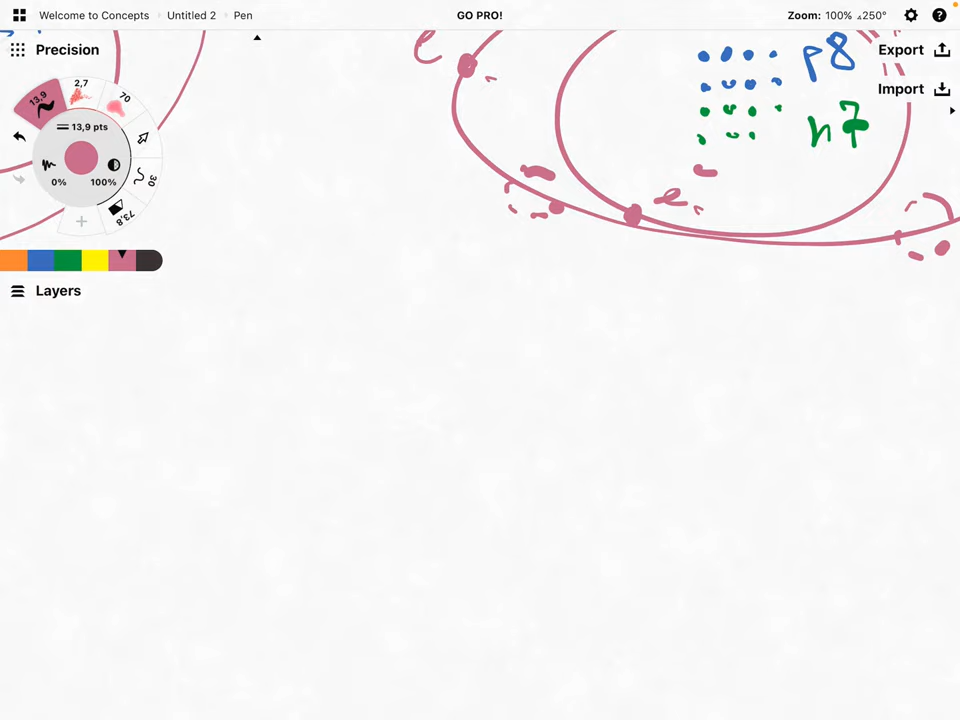 Welcome to Concepts › Untitled 2 › Pen
GO PRO!
Zoom: 100% ⊿250°
Precision
Export
Import
13,9
2,7
70
30
73,8
13,9 pts
0%
100%
Layers
p8
n7
e
e